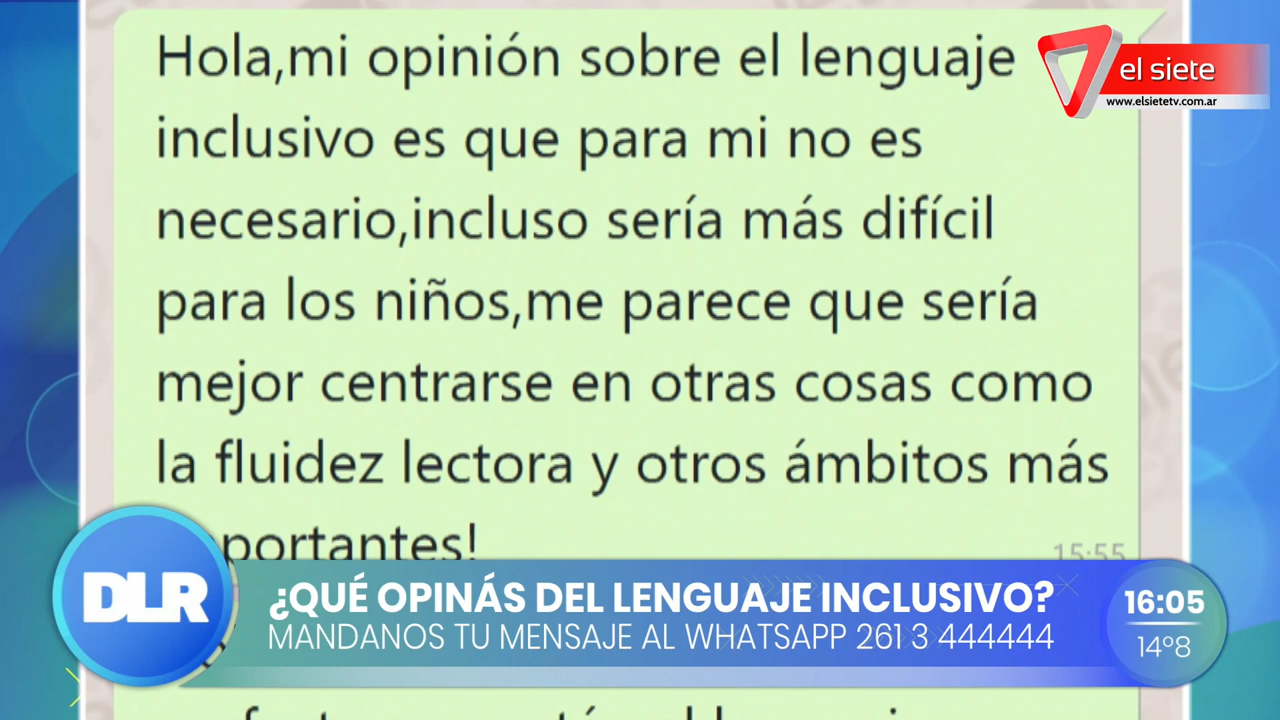 Hola,mi opinión sobre el lenguaje
inclusivo es que para mi no es
necesario,incluso sería más difícil
para los niños,me parece que sería
mejor centrarse en otras cosas como
la fluidez lectora y otros ámbitos más
portantes!
15:55
el siete
www.elsietetv.com.ar
DLR
¿QUÉ OPINÁS DEL LENGUAJE INCLUSIVO?
MANDANOS TU MENSAJE AL WHATSAPP 261 3 444444
16:05
14º8